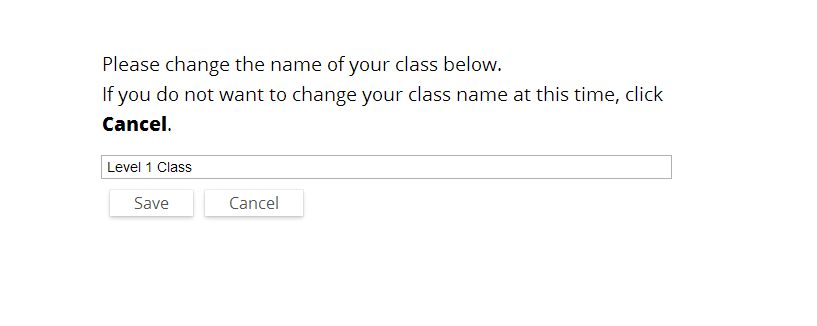 Please change the name of your class below.
If you do not want to change your class name at this time, click
Cancel.
Level 1 Class
Save Cancel